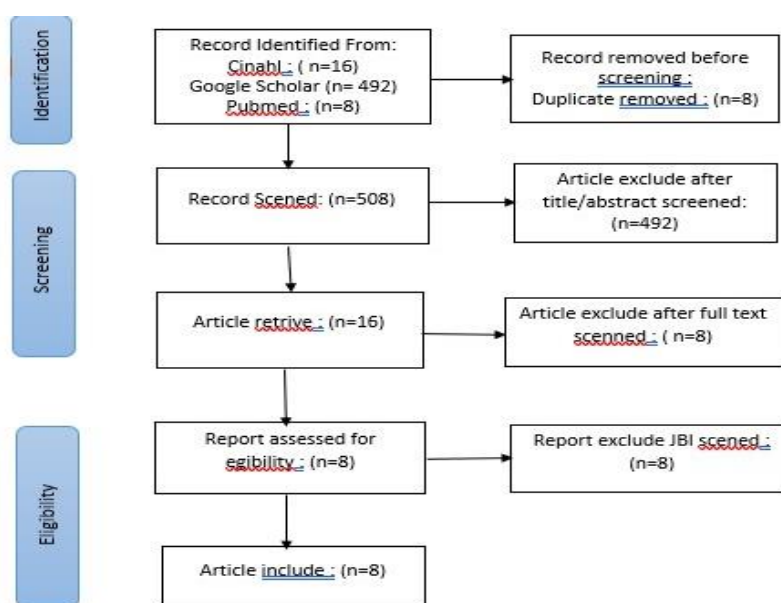 Identification
Record Identified From:
Cinahl : ( n=16)
Google Scholar (n= 492)
Pubmed : (n=8)
Record removed before
screening :
Duplicate removed : (n=8)
Screening
Record Scened: (n=508)
Article exclude after
title/abstract screened:
(n=492)
Article retrive : (n=16)
Article exclude after full text
scenned : ( n=8)
Eligibility
Report assessed for
egibility : (n=8)
Report exclude JBI scened :
(n=8)
Article include : (n=8)